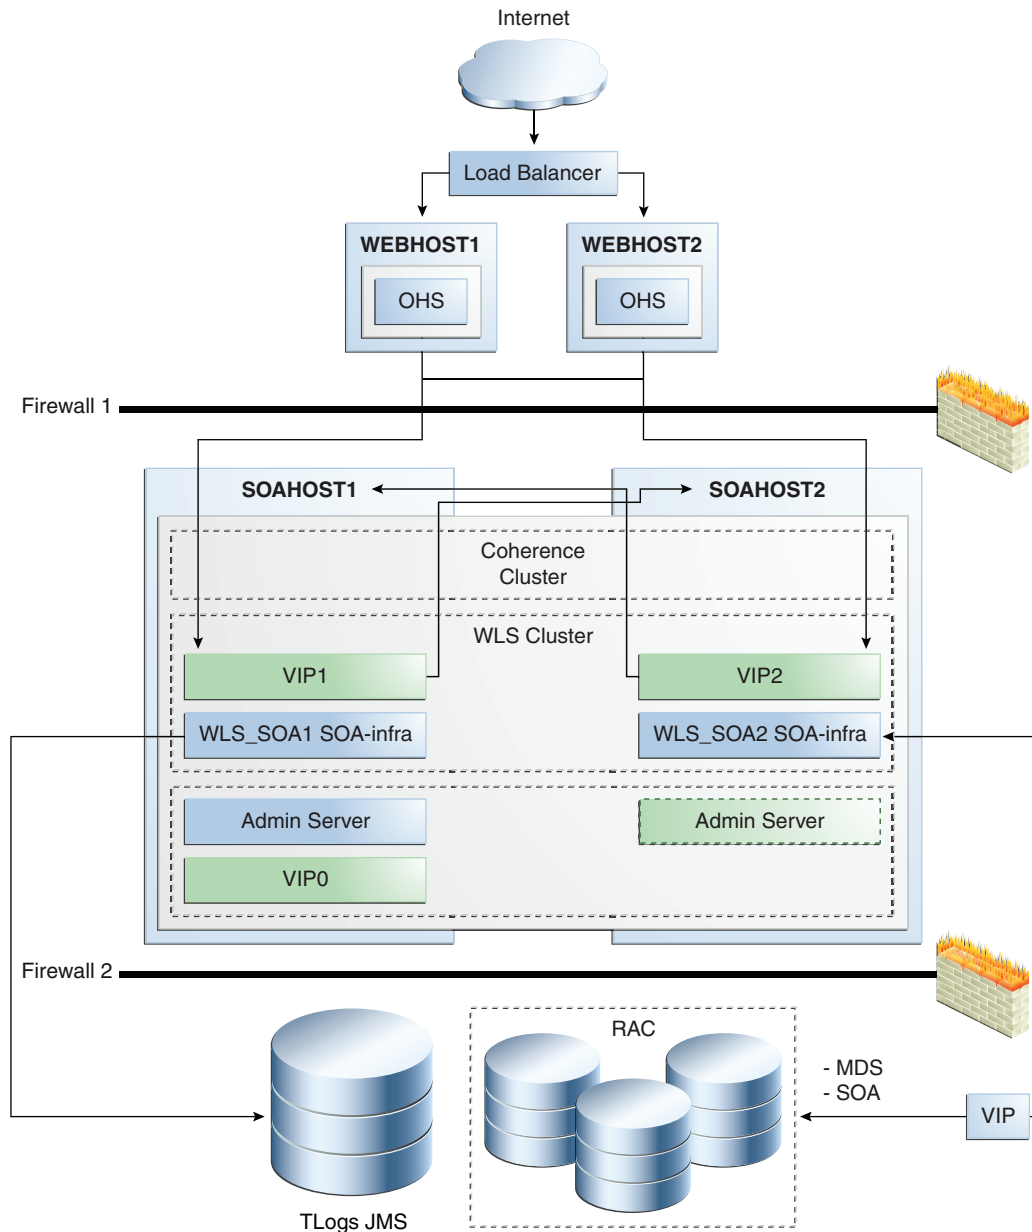 Internet
Load Balancer
WEBHOST1
WEBHOST2
OHS
OHS
Firewall 1
SOAHOST1
SOAHOST2
Coherence
Cluster
WLS Cluster
VIP1
VIP2
WLS_SOA1 SOA-infra
WLS_SOA2 SOA-infra
Admin Server
Admin Server
VIP0
Firewall 2
RAC
- MDS
- SOA
VIP
TLogs JMS